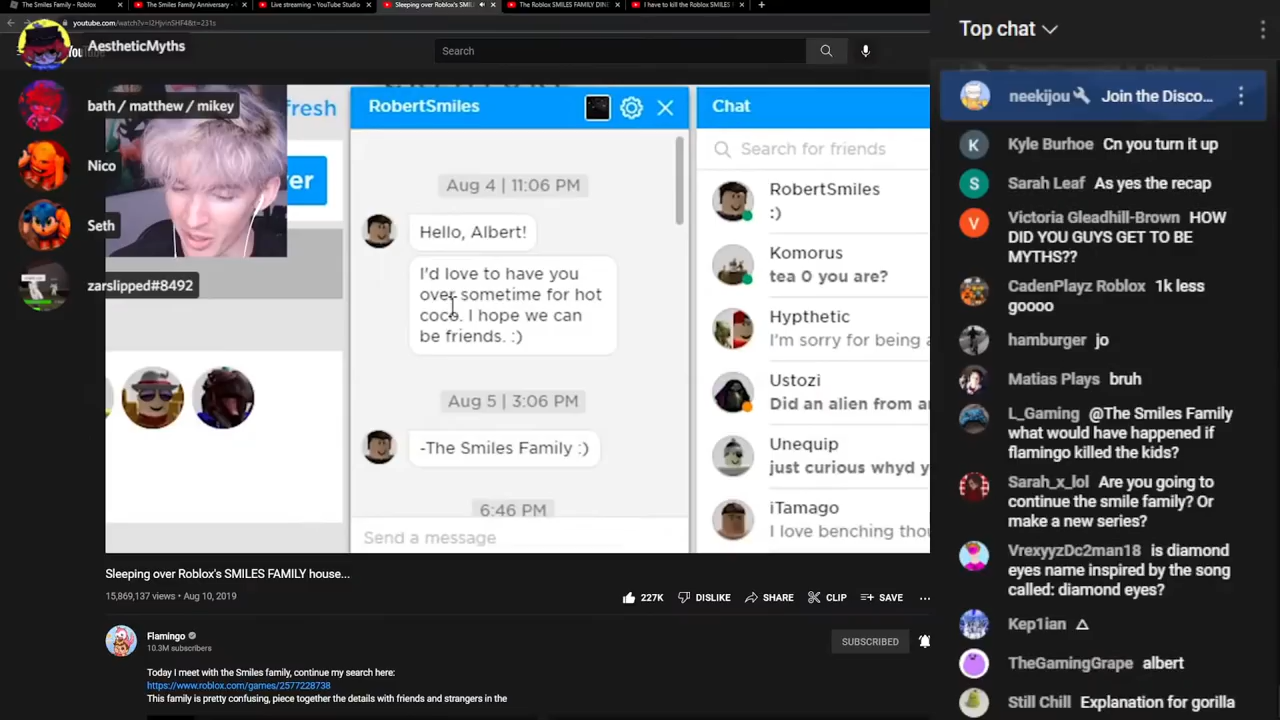 The Smiles Family - Roblox
The Smiles Family Anniversary -
Live streaming - YouTube Studio
Sleeping over Roblox's SMIL
The Roblox SMILES FAMILY DIN
I have to kill the Roblox SMILES
youtube.com/watch?v=I2HjvinSHF4&t=231s
AestheticMyths
Search
bath / matthew / mikey
Nico
Seth
zarslipped#8492
fresh
er
RobertSmiles
Aug 4 | 11:06 PM
Hello, Albert!
I'd love to have you
over sometime for hot
coco. I hope we can
be friends. :)
Aug 5 | 3:06 PM
-The Smiles Family :)
6:46 PM
Send a message
Chat
Search for friends
RobertSmiles
:)
Komorus
tea 0 you are?
Hypthetic
I'm sorry for being a
Ustozi
Did an alien from ar
Unequip
just curious whyd y
iTamago
I love benching thou
Sleeping over Roblox's SMILES FAMILY house...
15,869,137 views • Aug 10, 2019
227K DISLIKE SHARE CLIP SAVE ...
Flamingo
10.3M subscribers
SUBSCRIBED
Today I meet with the Smiles family, continue my search here:
https://www.roblox.com/games/2577228738
This family is pretty confusing, piece together the details with friends and strangers in the
Top chat
neekijou Join the Disco...
Kyle Burhoe Cn you turn it up
Sarah Leaf As yes the recap
Victoria Gleadhill-Brown HOW
DID YOU GUYS GET TO BE
MYTHS??
CadenPlayz Roblox 1k less
goooo
hamburger jo
Matias Plays bruh
L_Gaming @The Smiles Family
what would have happened if
flamingo killed the kids?
Sarah_x_lol Are you going to
continue the smile family? Or
make a new series?
VrexyyzDc2man18 is diamond
eyes name inspired by the song
called: diamond eyes?
Kep1ian △
TheGamingGrape albert
Still Chill Explanation for gorilla